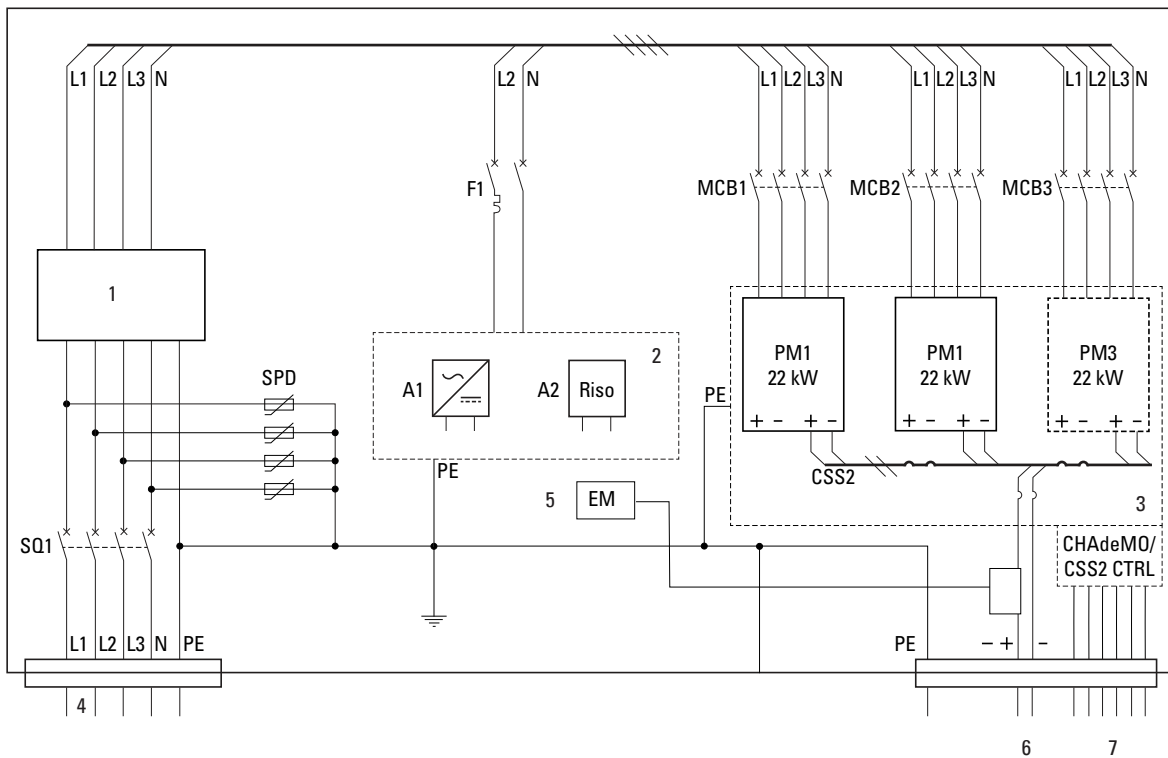 L1 L2 L3 N
L2 N
L1 L2 L3 N
L1 L2 L3 N
L1 L2 L3 N
F1
MCB1
MCB2
MCB3
1
2
A1
A2
Riso
SPD
PE
PM1
22 kW
+ - + -
PM1
22 kW
+ - + -
PM3
22 kW
+ - + -
PE
CSS2
3
5
EM
SQ1
CHAdeMO/
CSS2 CTRL
L1 L2 L3 N PE
PE
- + -
4
6
7